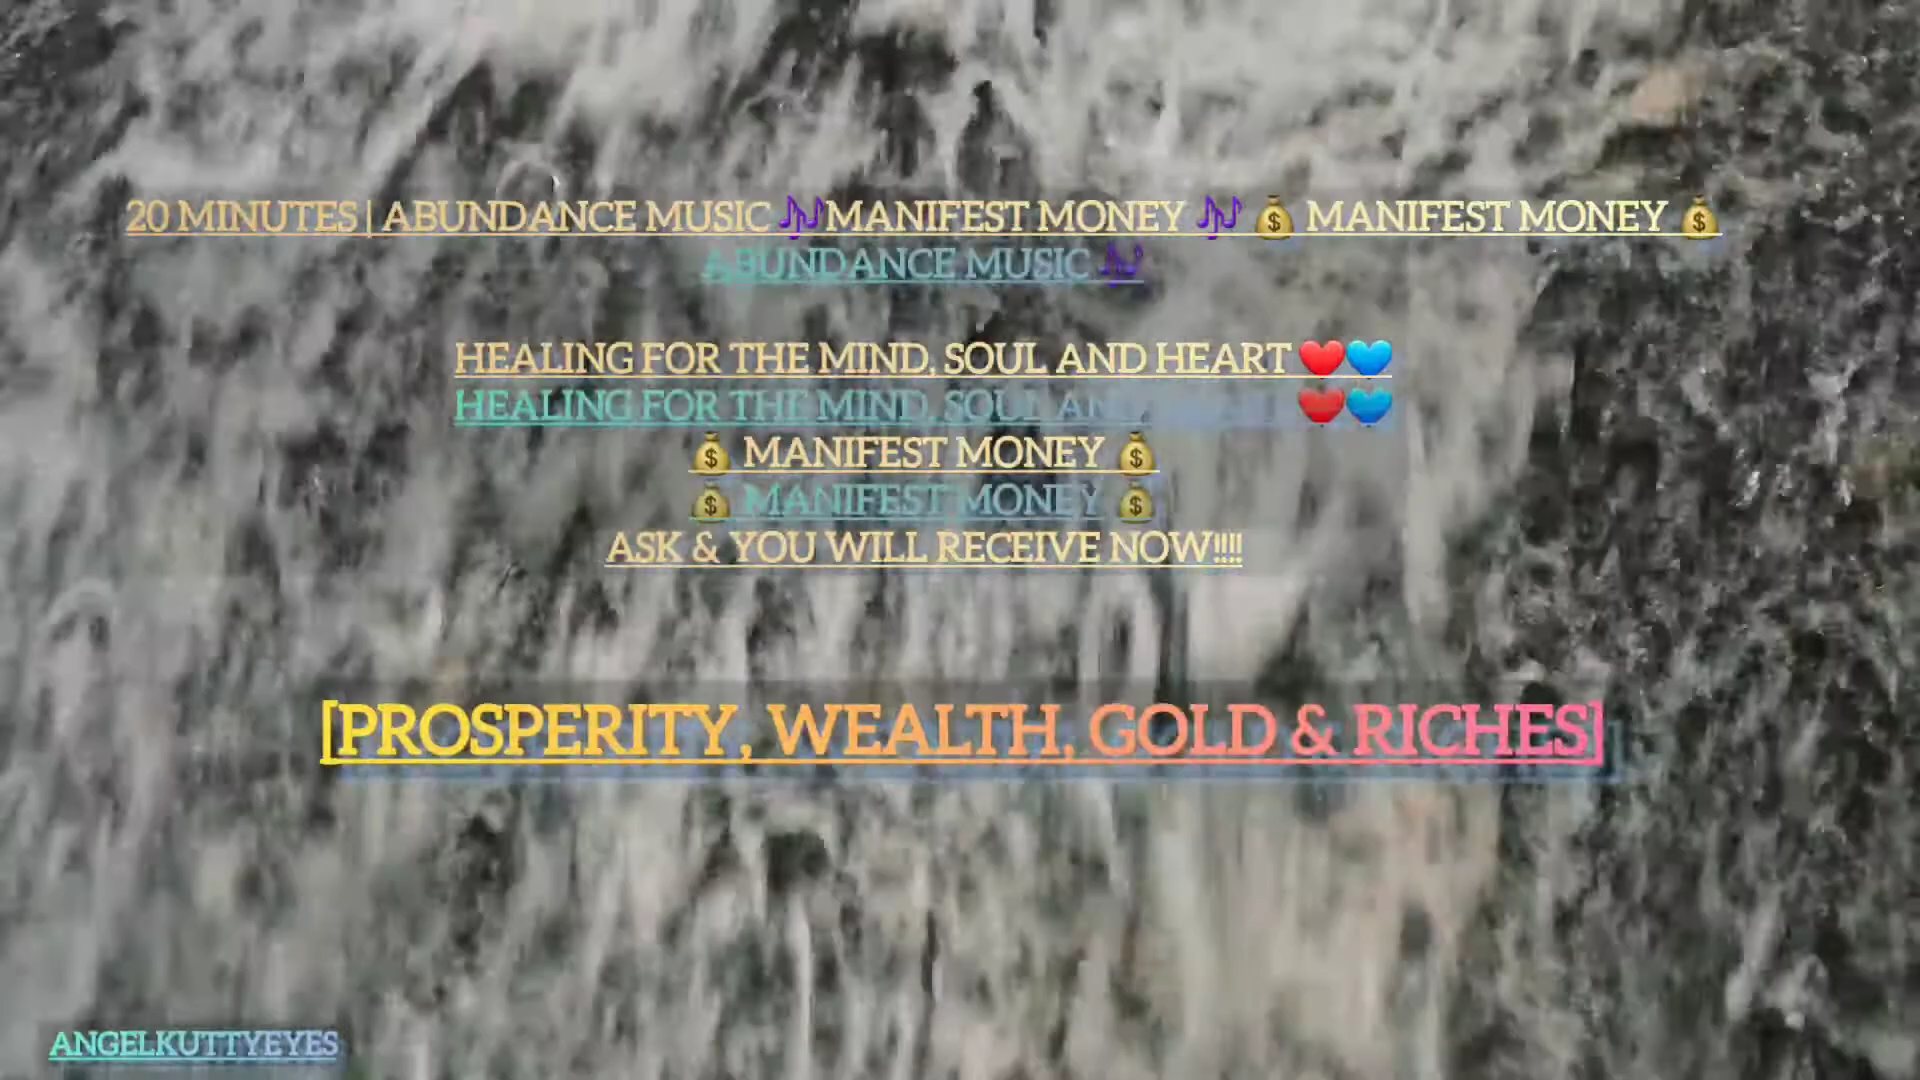 20 MINUTES | ABUNDANCE MUSIC 🎶MANIFEST MONEY 🎶 💰 MANIFEST MONEY 💰
ABUNDANCE MUSIC 🎶
HEALING FOR THE MIND, SOUL AND HEART ❤️💙
HEALING FOR THE MIND, SOUL AND ❤️💙
💰 MANIFEST MONEY 💰
💰 MANIFEST MONEY 💰
ASK & YOU WILL RECEIVE NOW!!!!
[PROSPERITY, WEALTH, GOLD & RICHES]
ANGELKUTTYEYES